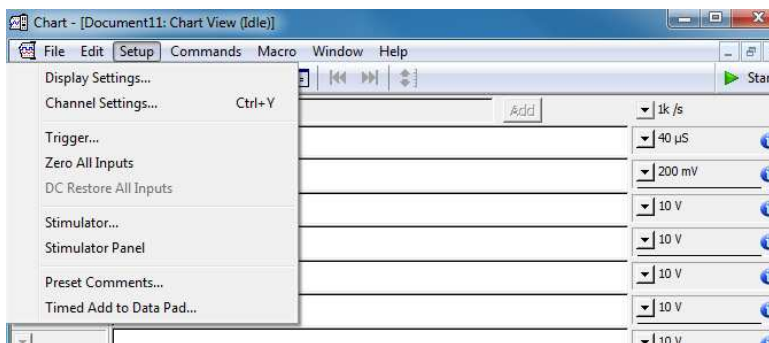 Chart - [Document11: Chart View (Idle)]
File Edit Setup Commands Macro Window Help
Display Settings...
Channel Settings... Ctrl+Y
Trigger...
Zero All Inputs
DC Restore All Inputs
Stimulator...
Stimulator Panel
Preset Comments...
Timed Add to Data Pad...
Star
Add
1k /s
40 µS
200 mV
10 V
10 V
10 V
10 V
10 V